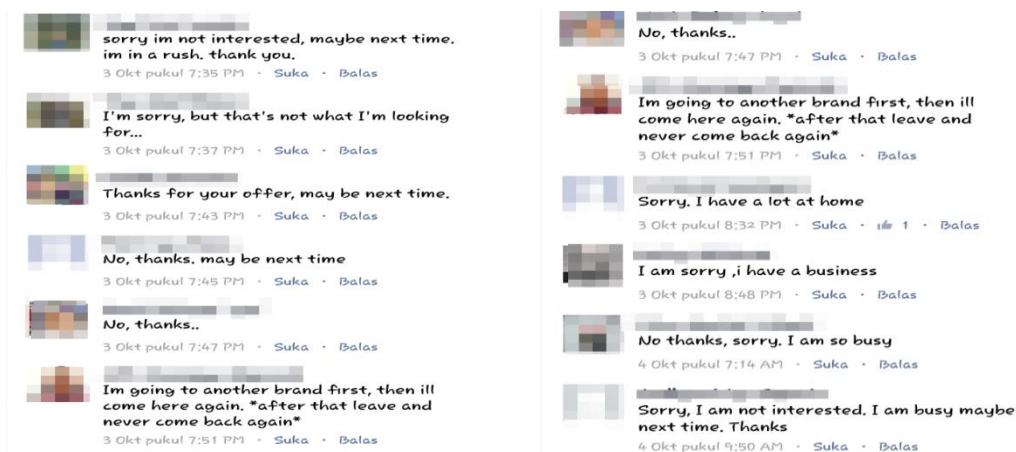 sorry im not interested, maybe next time.
im in a rush. thank you.
3 Okt pukul 7:35 PM · Suka · Balas
I'm sorry, but that's not what I'm looking
for...
3 Okt pukul 7:37 PM · Suka · Balas
Thanks for your offer, may be next time.
3 Okt pukul 7:43 PM · Suka · Balas
No, thanks. may be next time
3 Okt pukul 7:45 PM · Suka · Balas
No, thanks..
3 Okt pukul 7:47 PM · Suka · Balas
Im going to another brand first, then ill
come here again. *after that leave and
never come back again*
3 Okt pukul 7:51 PM · Suka · Balas
No, thanks..
3 Okt pukul 7:47 PM · Suka · Balas
Im going to another brand first, then ill
come here again. *after that leave and
never come back again*
3 Okt pukul 7:51 PM · Suka · Balas
Sorry. I have a lot at home
3 Okt pukul 8:32 PM · Suka · 1 · Balas
I am sorry ,i have a business
3 Okt pukul 8:48 PM · Suka · Balas
No thanks, sorry. I am so busy
4 Okt pukul 7:14 AM · Suka · Balas
Sorry, I am not interested. I am busy maybe
next time. Thanks
4 Okt pukul 9:50 AM · Suka · Balas